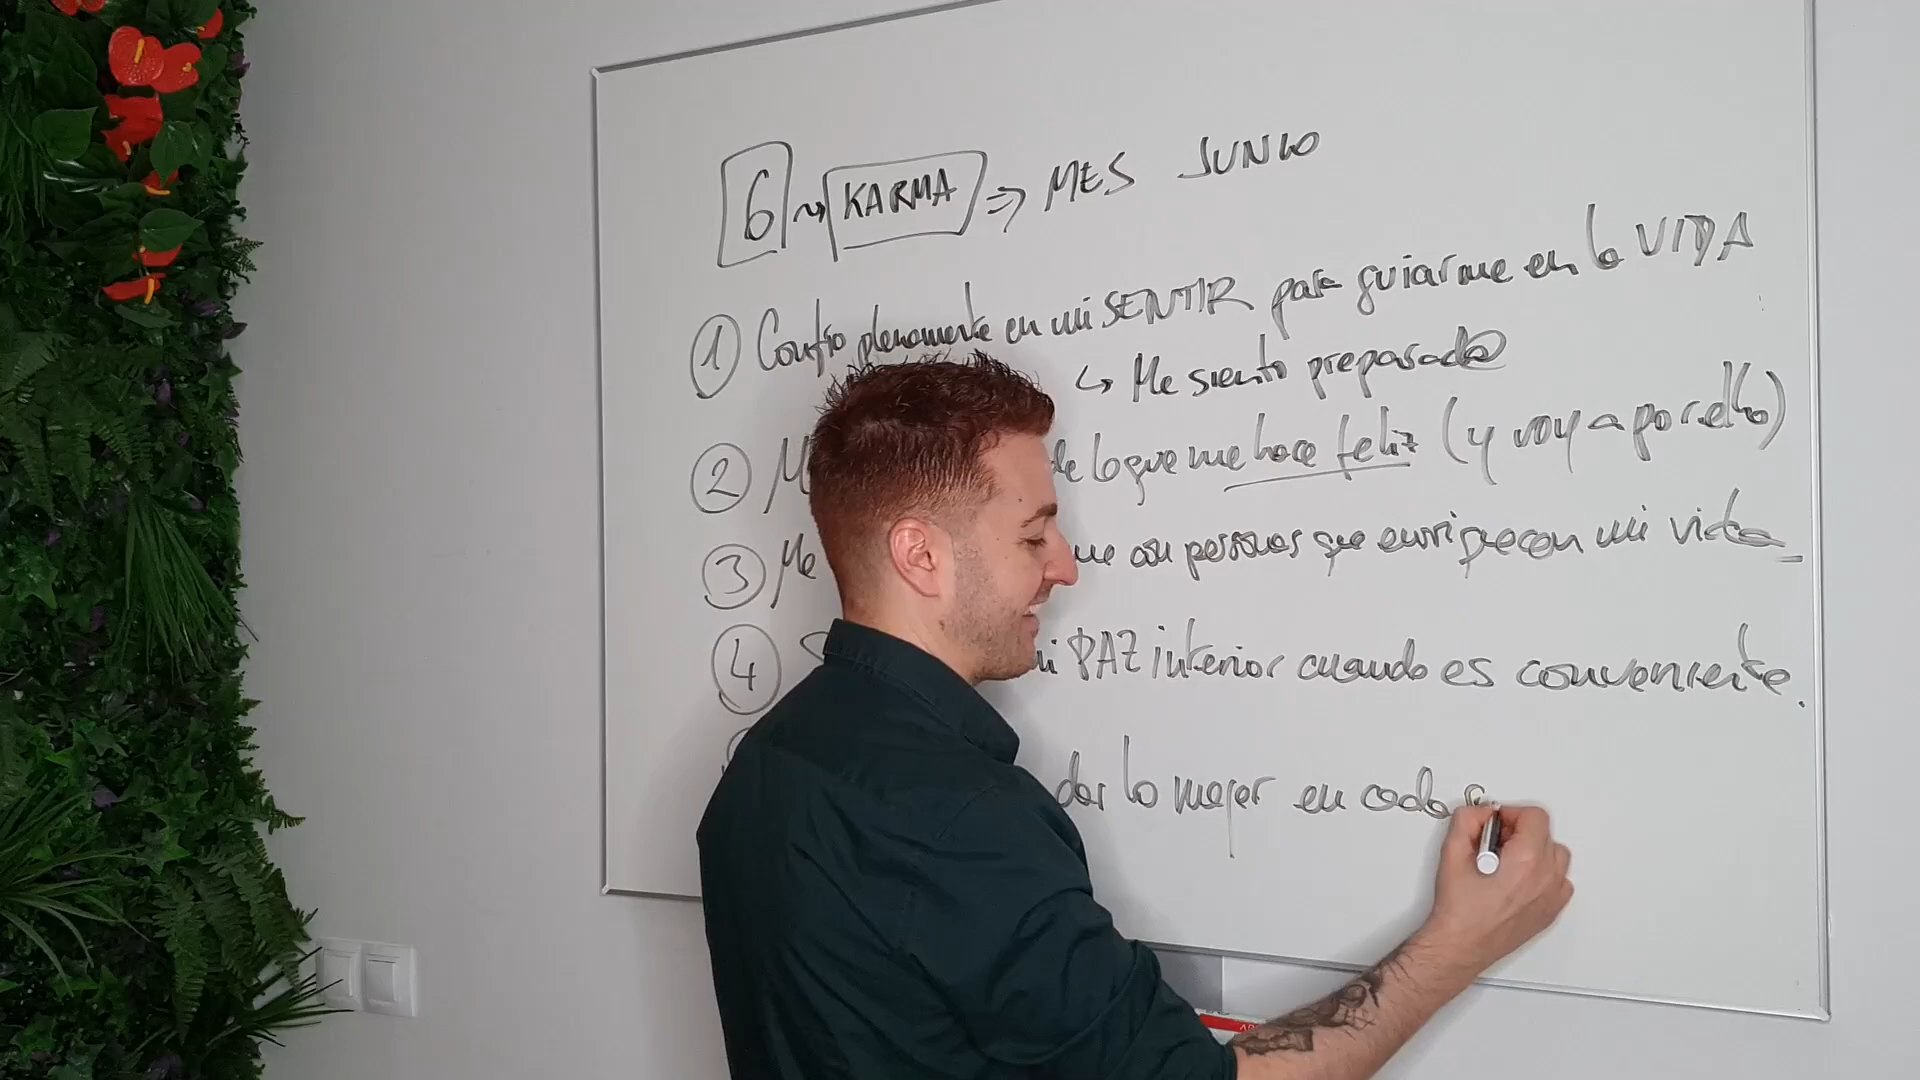 6 KARMA => MES JUNIO
1 Confío plenamente en mi SENTIR para guiarme en la VIDA
↳ Me siento preparado
2 de lo que me hace feliz (y voy a por ello)
3 Me con personas que enriquecen mi vida
4 PAZ interior cuando es conveniente.
dar lo mejor en cada